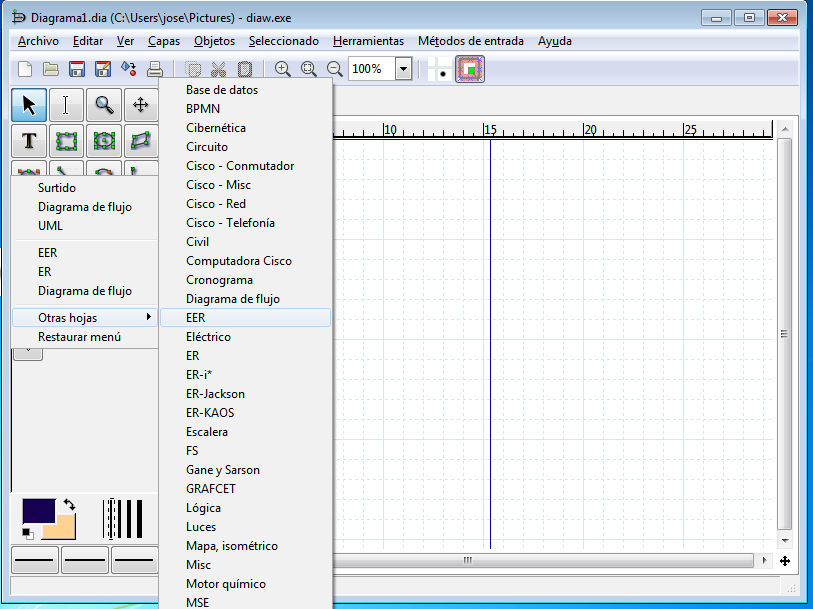 Diagrama1.dia (C:\Users\jose\Pictures) - diaw.exe
Archivo Editar Ver Capas Objetos Seleccionado Herramientas Métodos de entrada Ayuda
100%
T
10 15 20 25
Surtido
Diagrama de flujo
UML
EER
ER
Diagrama de flujo
Otras hojas
Restaurar menú
Base de datos
BPMN
Cibernética
Circuito
Cisco - Conmutador
Cisco - Misc
Cisco - Red
Cisco - Telefonía
Civil
Computadora Cisco
Cronograma
Diagrama de flujo
EER
Eléctrico
ER
ER-i*
ER-Jackson
ER-KAOS
Escalera
FS
Gane y Sarson
GRAFCET
Lógica
Luces
Mapa, isométrico
Misc
Motor químico
MSE